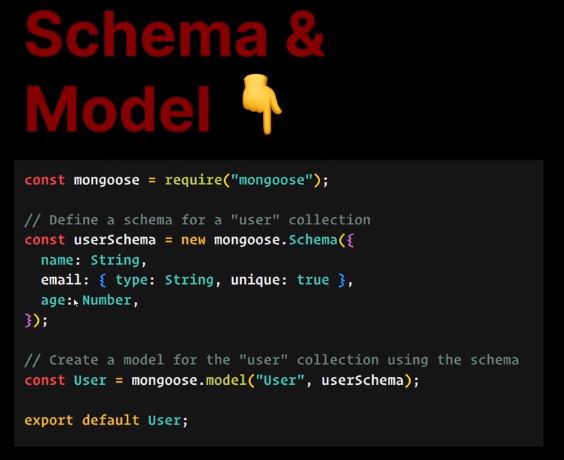 Schema &
Model 👇
const mongoose = require("mongoose");
// Define a schema for a "user" collection
const userSchema = new mongoose.Schema({
  name: String,
  email: { type: String, unique: true },
  age: Number,
});
// Create a model for the "user" collection using the schema
const User = mongoose.model("User", userSchema);
export default User;